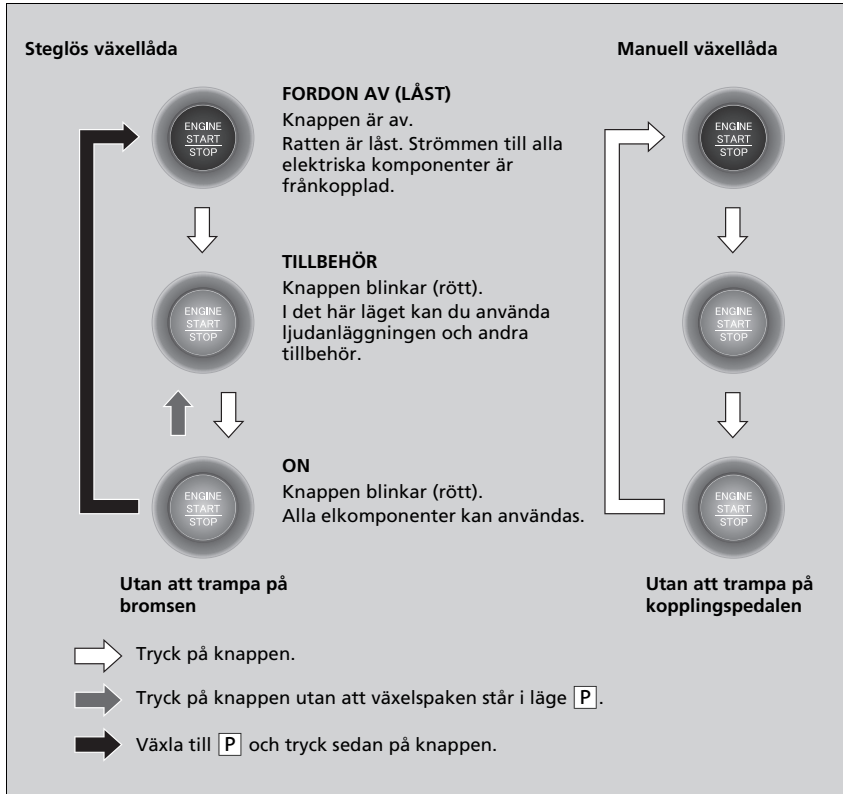 Steglös växellåda
Manuell växellåda
ENGINE
START
STOP
FORDON AV (LÅST)
Knappen är av.
Ratten är låst. Strömmen till alla
elektriska komponenter är
frånkopplad.
ENGINE
START
STOP
ENGINE
START
STOP
TILLBEHÖR
Knappen blinkar (rött).
I det här läget kan du använda
ljudanläggningen och andra
tillbehör.
ENGINE
START
STOP
ENGINE
START
STOP
ON
Knappen blinkar (rött).
Alla elkomponenter kan användas.
ENGINE
START
STOP
Utan att trampa på
bromsen
Utan att trampa på
kopplingspedalen
Tryck på knappen.
Tryck på knappen utan att växelspaken står i läge P.
Växla till P och tryck sedan på knappen.